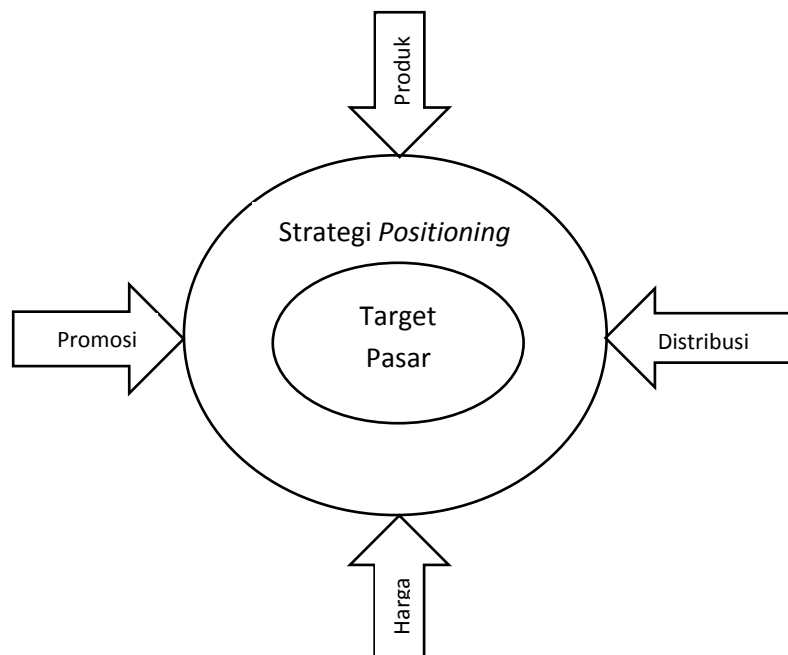 Produk
Strategi Positioning
Target
Pasar
Promosi
Distribusi
Harga